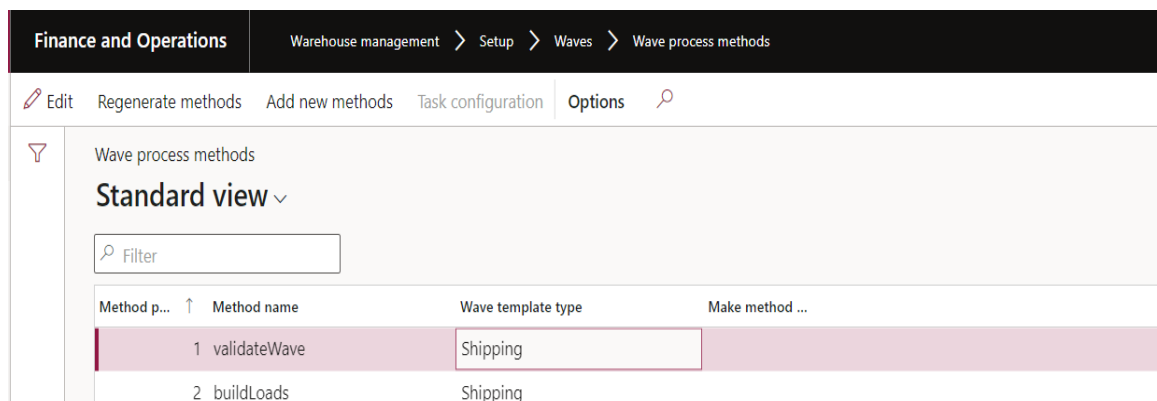 Finance and Operations Warehouse management Setup Waves Wave process methods
Edit Regenerate methods Add new methods Task configuration Options
Wave process methods
Standard view
Filter
Method p... ↑ Method name Wave template type Make method ...
1 validateWave Shipping
2 buildLoads Shipping